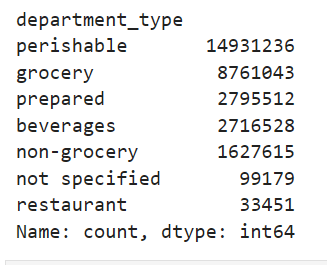 department_type
perishable 14931236
grocery 8761043
prepared 2795512
beverages 2716528
non-grocery 1627615
not specified 99179
restaurant 33451
Name: count, dtype: int64